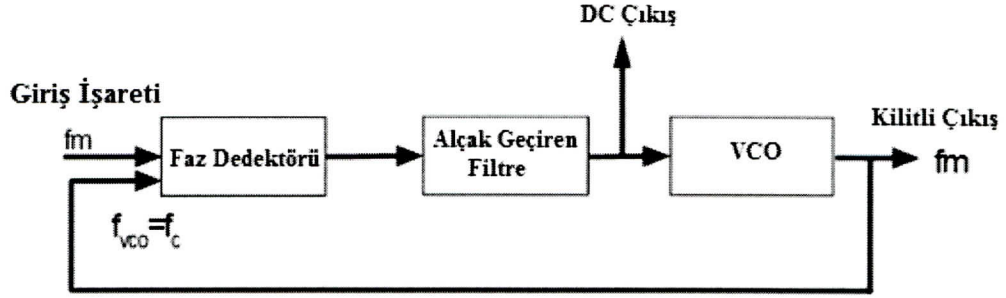 DC Çıkış
Giriş İşareti
fm
Faz Dedektörü
Alçak Geçiren
Filtre
VCO
Kilitli Çıkış
fm
fvco=fc